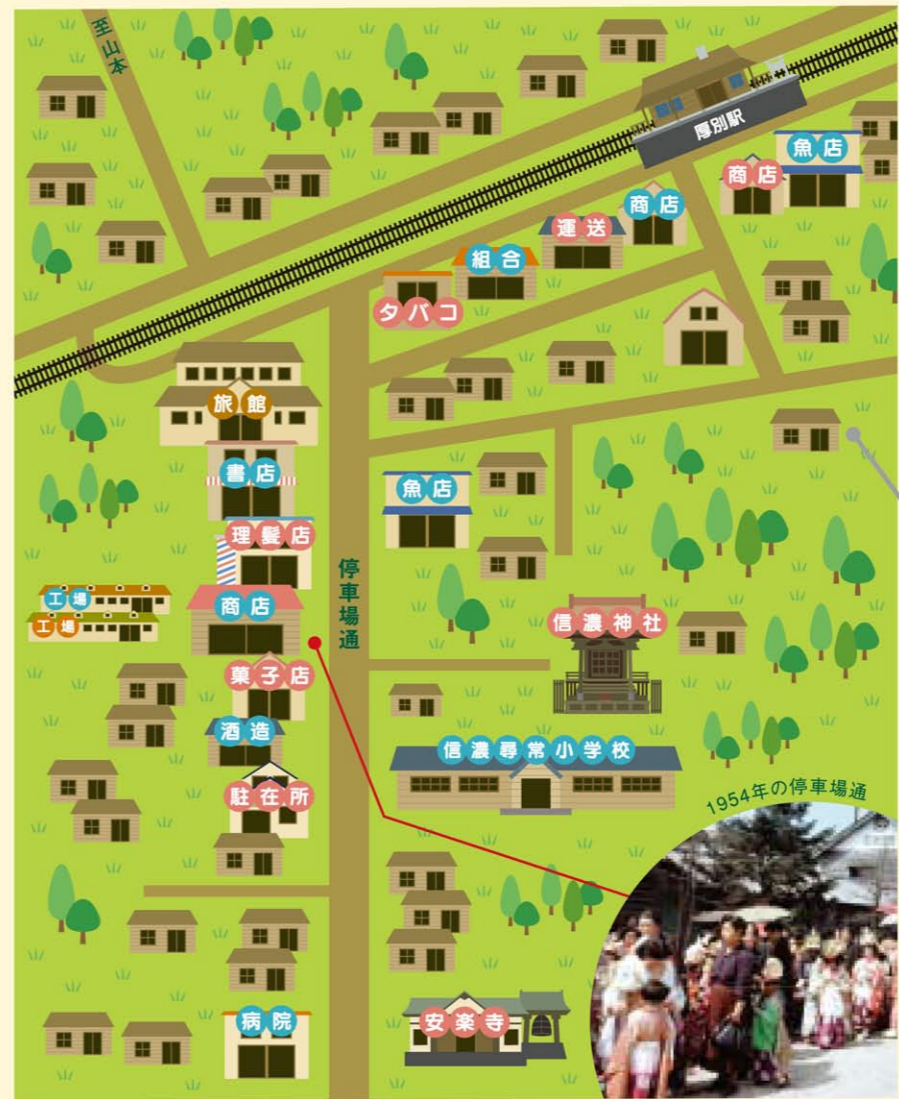 至山本
厚別駅
魚店
商店
商店
運送
組合
タバコ
旅館
書店
魚店
理髪店
停車場通
工場
工場
商店
信濃神社
菓子店
酒造
信濃尋常小学校
駐在所
1954年の停車場通
病院
安楽寺